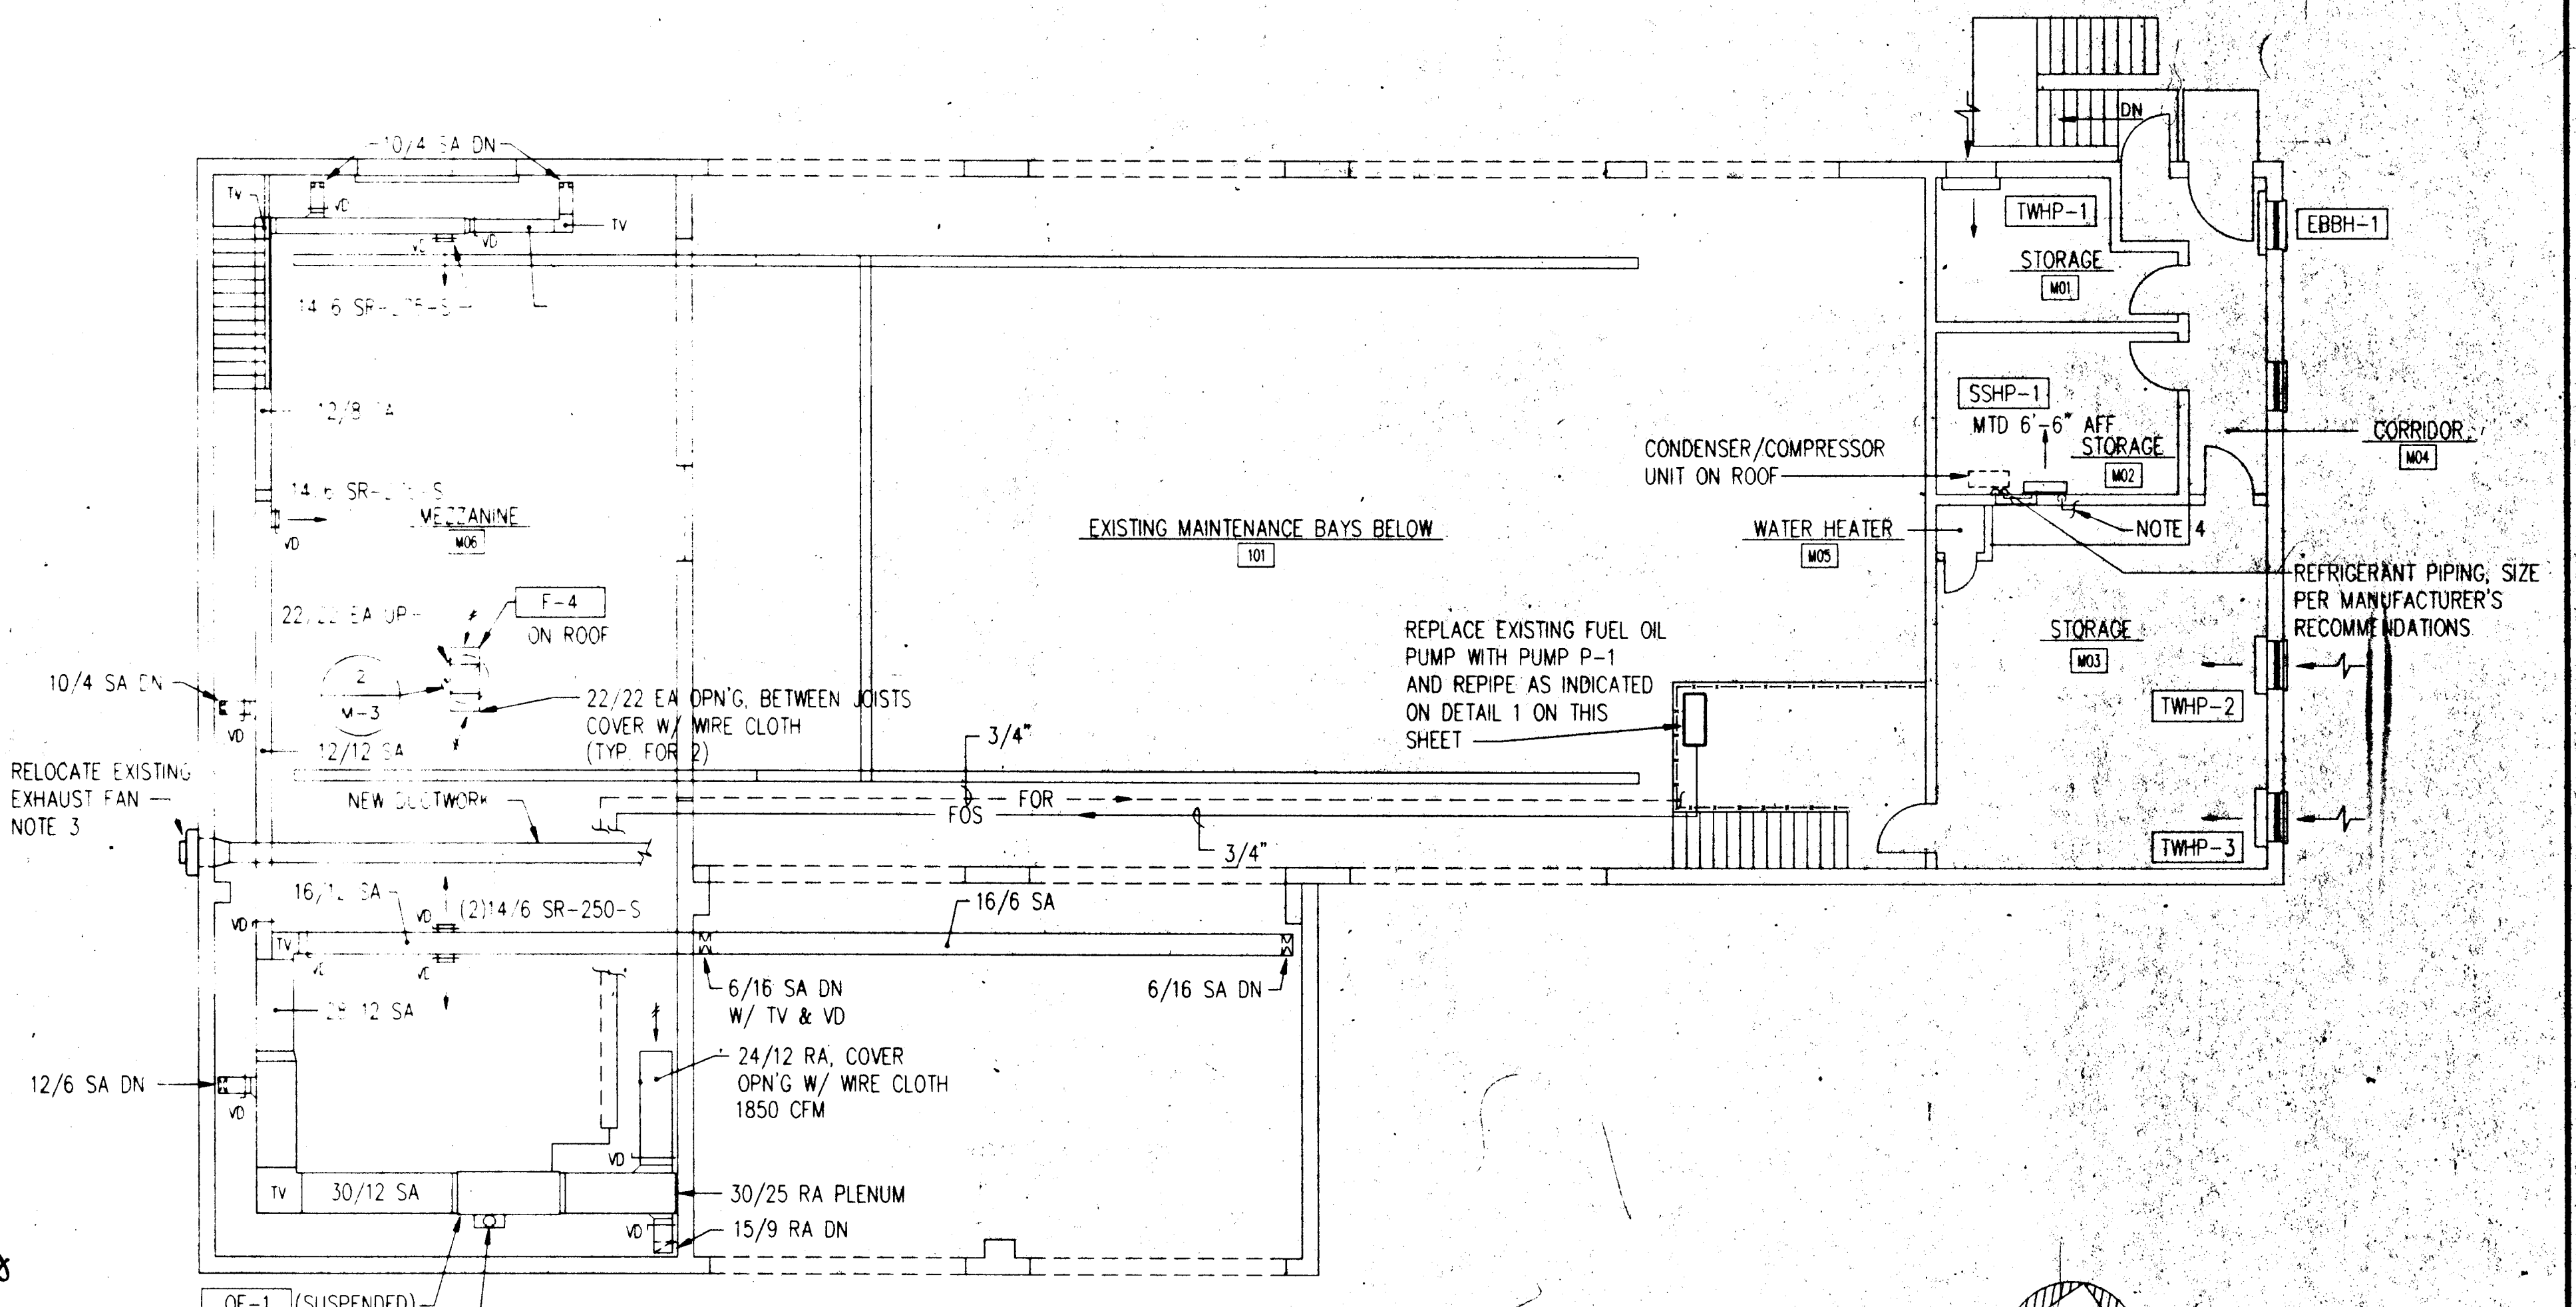 DN
10/4 SA DN
TV
VD
VD
VD
TV
TWHP-1
EBBH-1
STORAGE
M01
SSHP-1
MTD 6'-6" AFF
STORAGE
M02
CORRIDOR
M04
CONDENSER/COMPRESSOR
UNIT ON ROOF
VD
MEZZANINE
M06
EXISTING MAINTENANCE BAYS BELOW
101
WATER HEATER
M05
NOTE 4
REFRIGERANT PIPING, SIZE
PER MANUFACTURER'S
RECOMMENDATIONS
F-4
ON ROOF
REPLACE EXISTING FUEL OIL
PUMP WITH PUMP P-1
AND REPIPE AS INDICATED
ON DETAIL 1 ON THIS
SHEET
STORAGE
M03
10/4 SA DN
VD
2
M-3
22/22 EA OPN'G, BETWEEN JOISTS
COVER W/ WIRE CLOTH
(TYP. FOR 2)
12/12 SA
TWHP-2
RELOCATE EXISTING
EXHAUST FAN
NOTE 3
NEW DUCTWORK
3/4"
FOR
FOS
3/4"
TWHP-3
16/12 SA
VD
(2)14/6 SR-250-S
16/6 SA
VD
TV
VD
VD
6/16 SA DN
W/ TV & VD
6/16 SA DN
24/12 RA, COVER
OPN'G W/ WIRE CLOTH
1850 CFM
12/6 SA DN
VD
VD
TV
30/12 SA
30/25 RA PLENUM
VD
15/9 RA DN
(SUSPENDED)